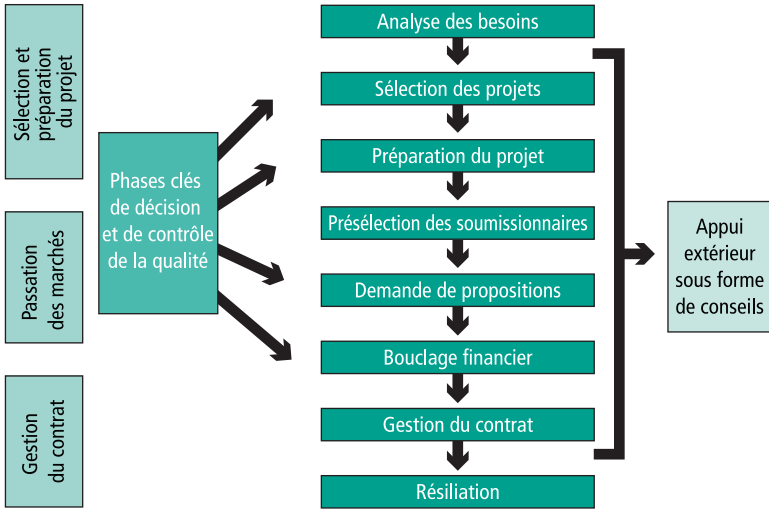 Sélection et
préparation
du projet
Passation
des marchés
Gestion
du contrat
Phases clés
de décision
et de contrôle
de la qualité
Analyse des besoins
Sélection des projets
Préparation du projet
Présélection des soumissionnaires
Demande de propositions
Bouclage financier
Gestion du contrat
Résiliation
Appui
extérieur
sous forme
de conseils